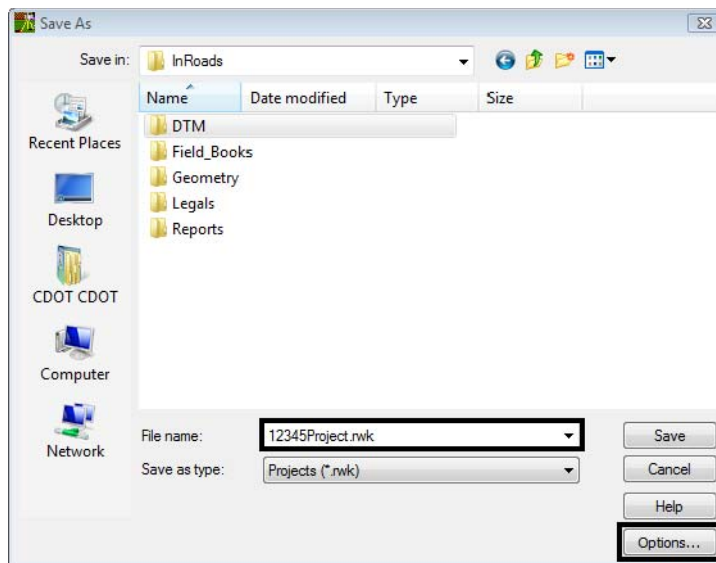 Save As
Save in: InRoads
Name Date modified Type Size
DTM
Field_Books
Geometry
Legals
Reports
Recent Places
Desktop
CDOT CDOT
Computer
Network
File name: 12345Project.rwk Save
Save as type: Projects (*.rwk) Cancel
Help
Options...